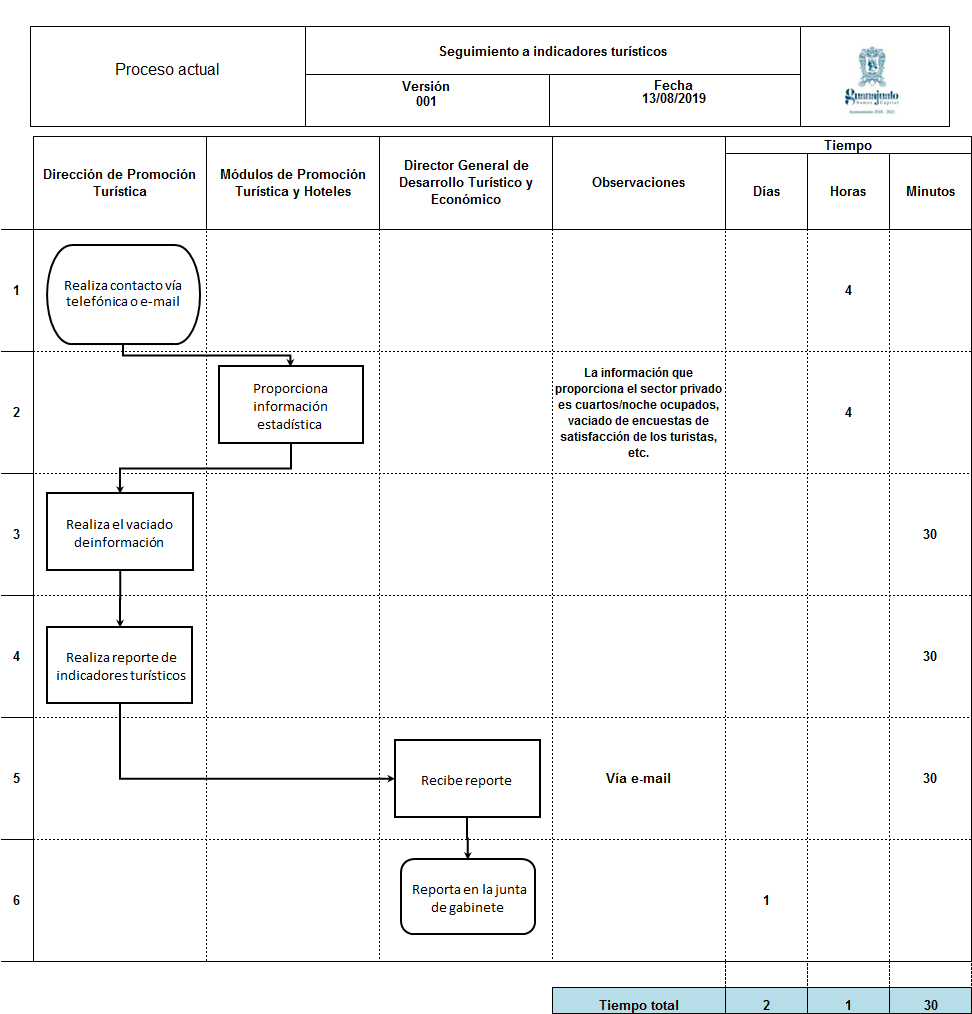 Proceso actual
Seguimiento a indicadores turísticos
Versión
001
Fecha
13/08/2019
Guanajuato
Somos Capital
Ayuntamiento 2018 - 2021
Dirección de Promoción
Turística
Módulos de Promoción
Turística y Hoteles
Director General de
Desarrollo Turístico y
Económico
Observaciones
Tiempo
Días
Horas
Minutos
1
Realiza contacto vía
telefónica o e-mail
4
2
Proporciona
información
estadística
La información que
proporciona el sector privado
es cuartos/noche ocupados,
vaciado de encuestas de
satisfacción de los turistas,
etc.
4
3
Realiza el vaciado
deinformación
30
4
Realiza reporte de
indicadores turísticos
30
5
Recibe reporte
Vía e-mail
30
6
Reporta en la junta
de gabinete
1
Tiempo total
2
1
30